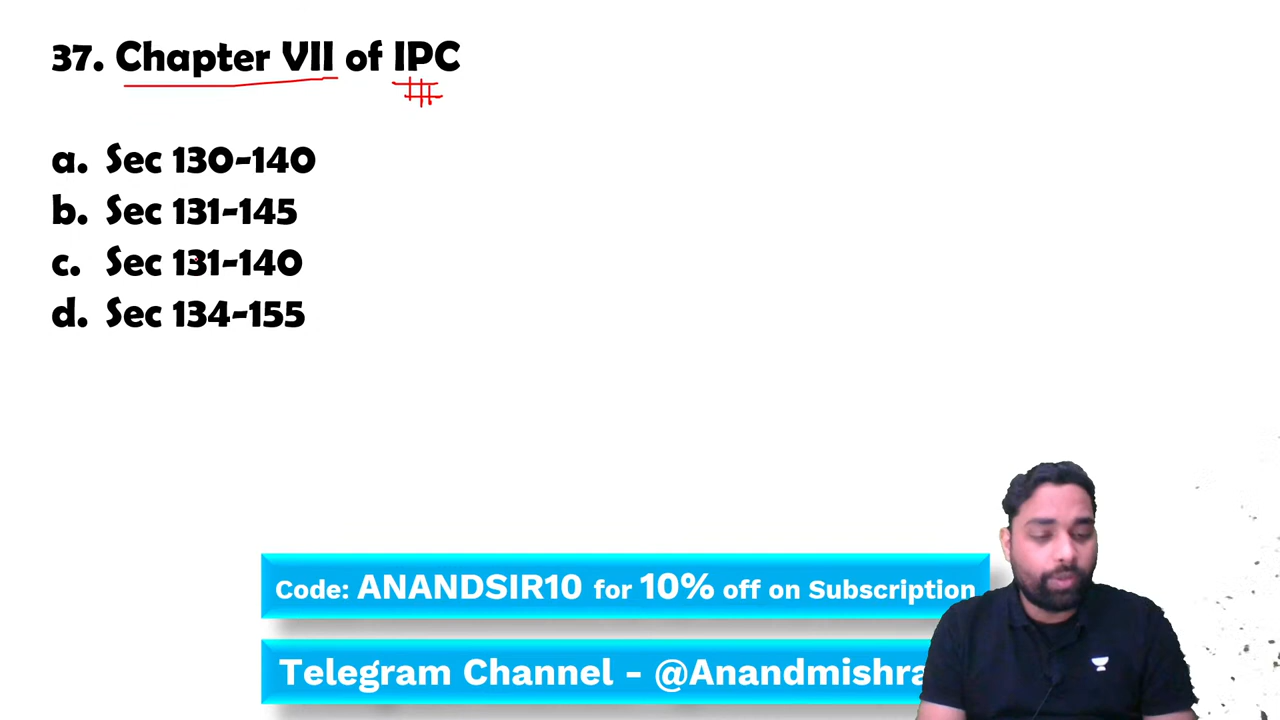 37. Chapter VII of IPC
a. Sec 130-140
b. Sec 131-145
c. Sec 131-140
d. Sec 134-155
Code: ANANDSIR10 for 10% off on Subscription
Telegram Channel - @Anandmishra